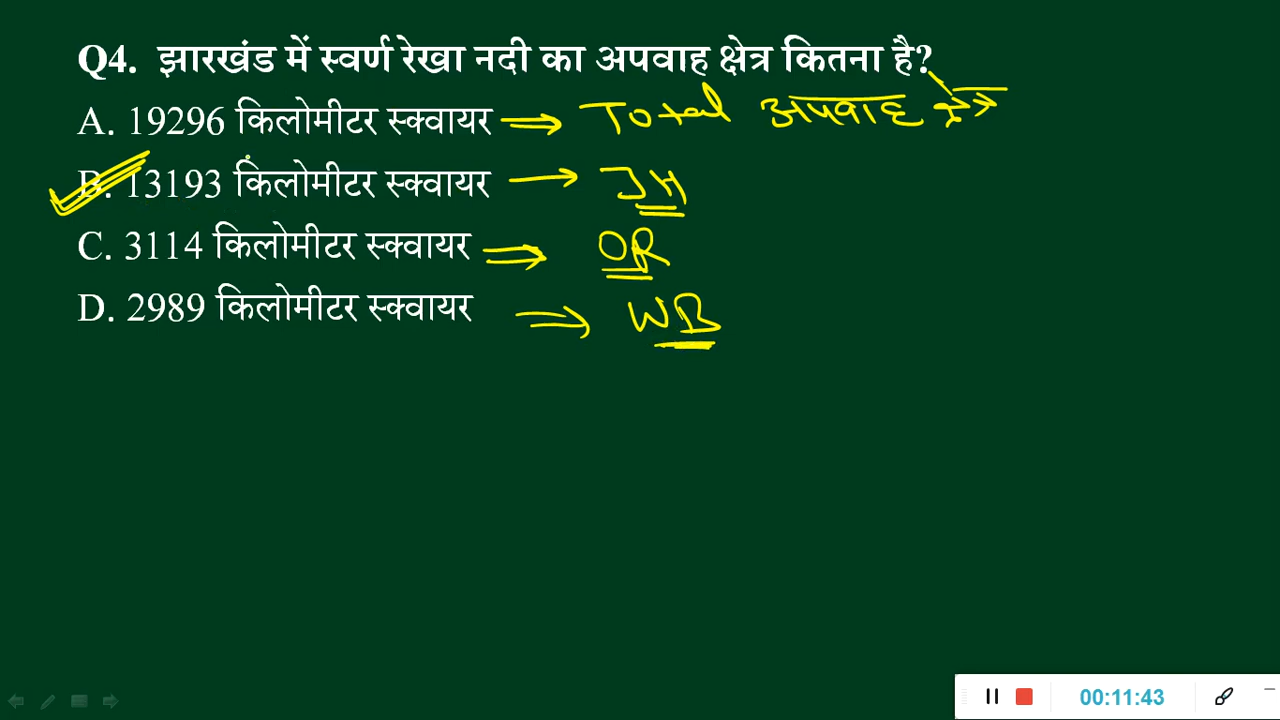 Q4. झारखंड में स्वर्ण रेखा नदी का अपवाह क्षेत्र कितना है?
A. 19296 किलोमीटर स्क्वायर ⇒ Total अपवाह
B. 13193 किलोमीटर स्क्वायर → JH
C. 3114 किलोमीटर स्क्वायर ⇒ OR
D. 2989 किलोमीटर स्क्वायर ⇒ WB
00:11:43